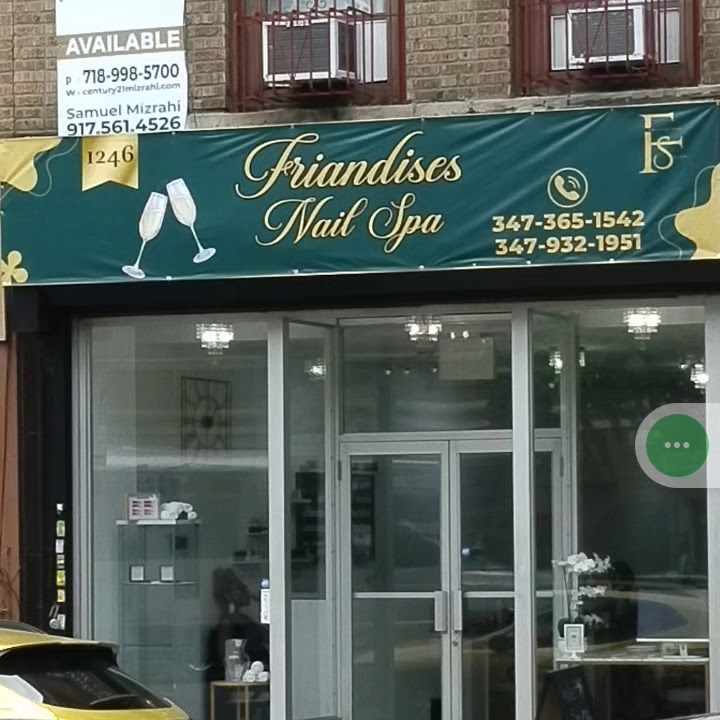 AVAILABLE
P : 718-998-5700
W : century21mizrahi.com
Samuel Mizrahi
917.561.4526
1246
Friandises
Nail Spa
FS
347-365-1542
347-932-1951